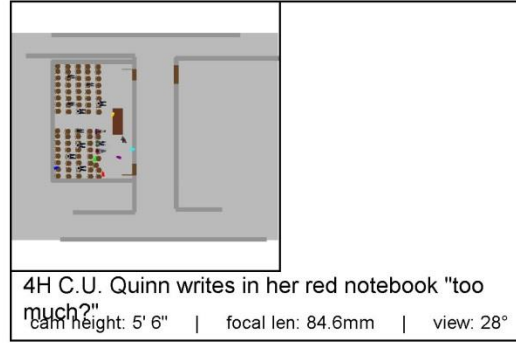 4H C.U. Quinn writes in her red notebook "too
much?"
cam height: 5' 6" | focal len: 84.6mm | view: 28°